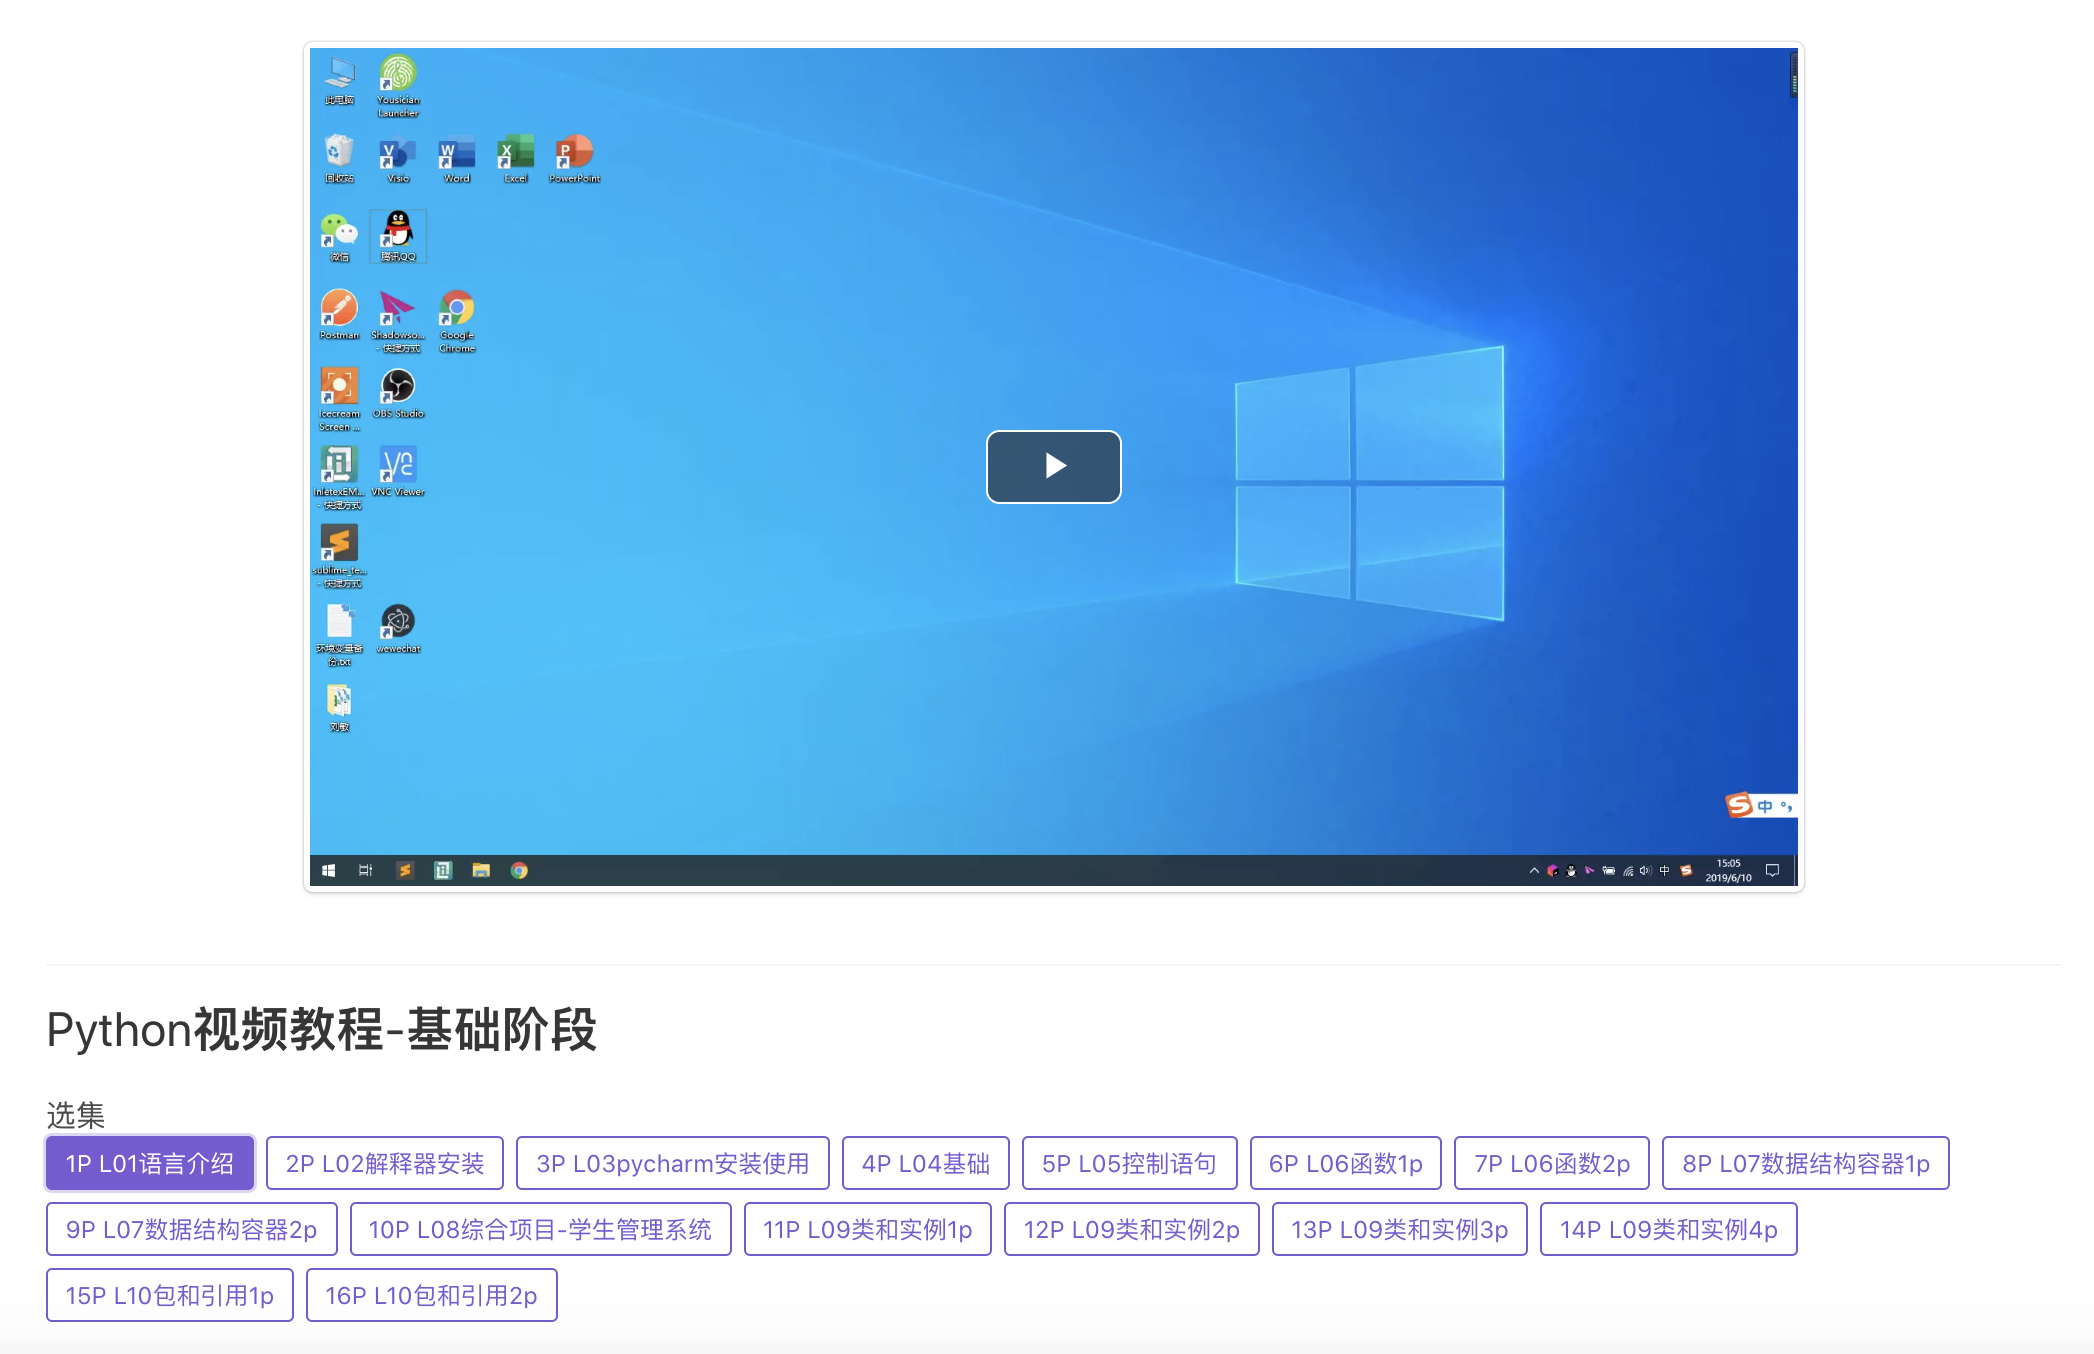 此电脑
Yousician
Launcher
回收站
Visio
Word
Excel
PowerPoint
微信
腾讯QQ
Postman
Shadowso...
- 快捷方式
Google
Chrome
Icecream
Screen ...
OBS Studio
InletexEM...
- 快捷方式
VNC Viewer
sublime_te...
- 快捷方式
环境变量备
份.txt
wewechat
刘敏
中 °,
中
15:05
2019/6/10
Python视频教程-基础阶段
选集
1P L01语言介绍 2P L02解释器安装 3P L03pycharm安装使用 4P L04基础 5P L05控制语句 6P L06函数1p 7P L06函数2p 8P L07数据结构容器1p
9P L07数据结构容器2p 10P L08综合项目-学生管理系统 11P L09类和实例1p 12P L09类和实例2p 13P L09类和实例3p 14P L09类和实例4p
15P L10包和引用1p 16P L10包和引用2p